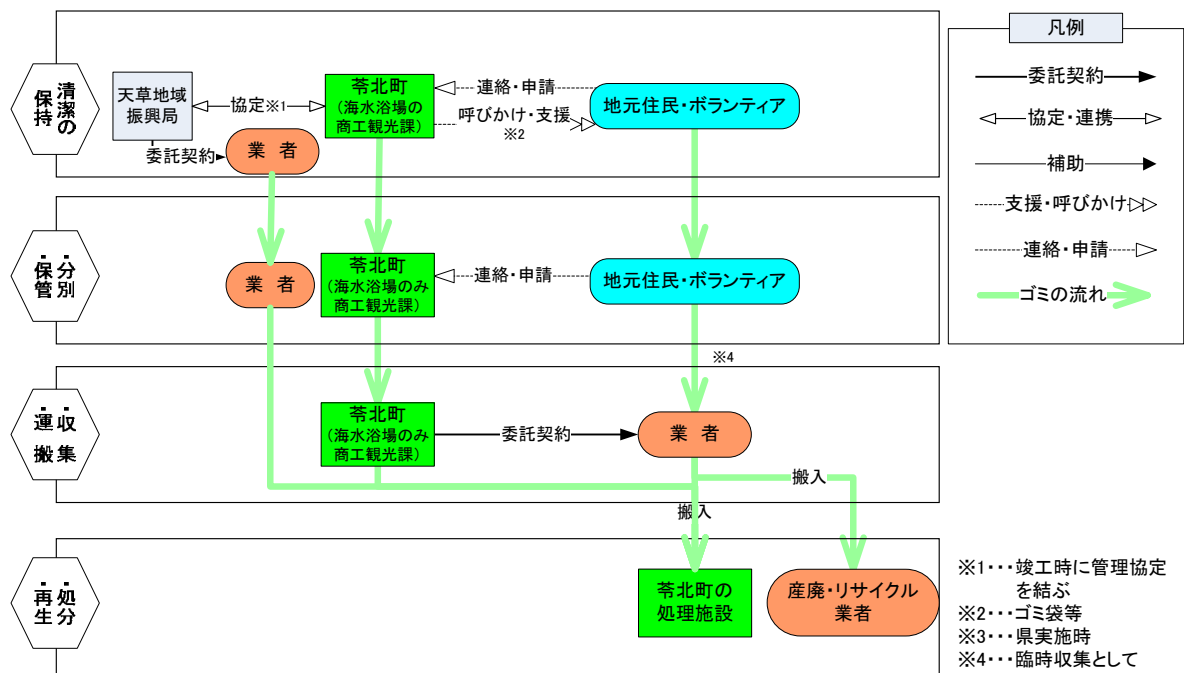 清潔の
保持
天草地域
振興局
協定※1
苓北町
(海水浴場の
商工観光課)
連絡・申請
呼びかけ・支援
※2
地元住民・ボランティア
委託契約
業 者
分別・
保管・
業 者
苓北町
(海水浴場のみ
商工観光課)
連絡・申請
地元住民・ボランティア
※4
収集・
運搬・
苓北町
(海水浴場のみ
商工観光課)
委託契約
業 者
搬入
搬入
処分・
再生・
苓北町の
処理施設
産廃・リサイクル
業者
凡例
委託契約
協定・連携
補助
支援・呼びかけ
連絡・申請
ゴミの流れ
※1・・・竣工時に管理協定
を結ぶ
※2・・・ゴミ袋等
※3・・・県実施時
※4・・・臨時収集として